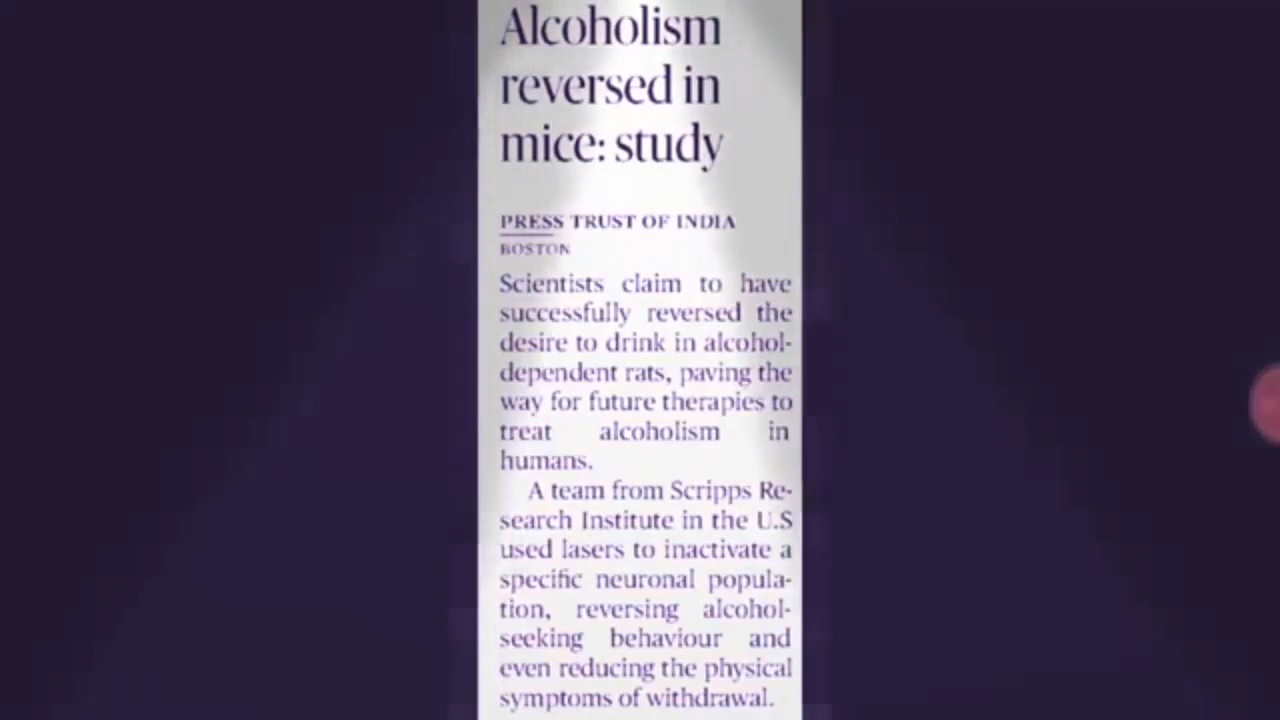 Alcoholism
reversed in
mice: study
PRESS TRUST OF INDIA
BOSTON
Scientists claim to have
successfully reversed the
desire to drink in alcohol-
dependent rats, paving the
way for future therapies to
treat alcoholism in
humans.
A team from Scripps Re-
search Institute in the U.S
used lasers to inactivate a
specific neuronal popula-
tion, reversing alcohol-
seeking behaviour and
even reducing the physical
symptoms of withdrawal.